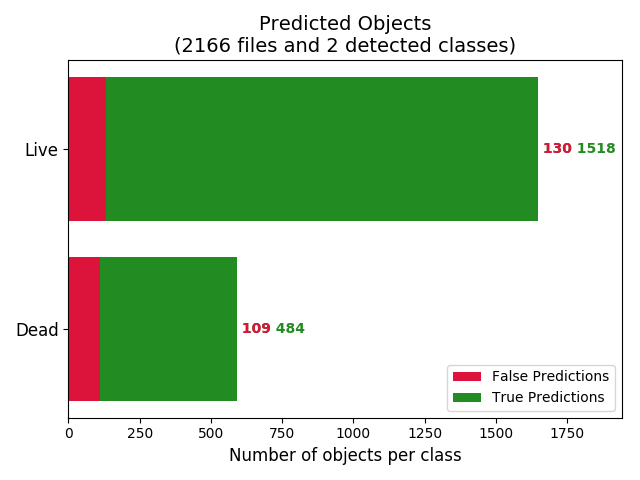 Predicted Objects
(2166 files and 2 detected classes)
Live
130 1518
Dead
109 484
False Predictions
True Predictions
0 250 500 750 1000 1250 1500 1750
Number of objects per class